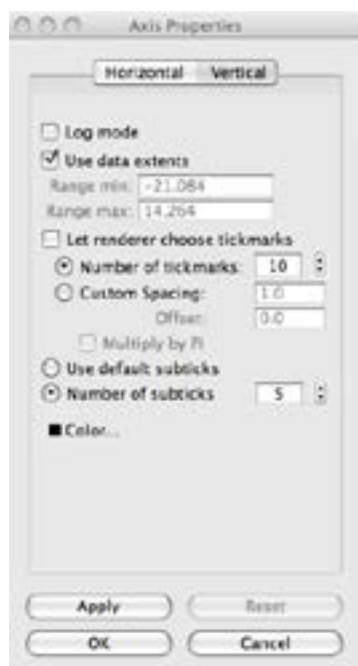 Axis Properties
Horizontal Vertical
Log mode
Use data extents
Range min: -21.084
Range max: 14.264
Let renderer choose tickmarks
Number of tickmarks: 10
Custom Spacing: 1.0
Offset: 0.0
Multiply by Pi
Use default subticks
Number of subticks 5
Color...
Apply Reset
OK Cancel